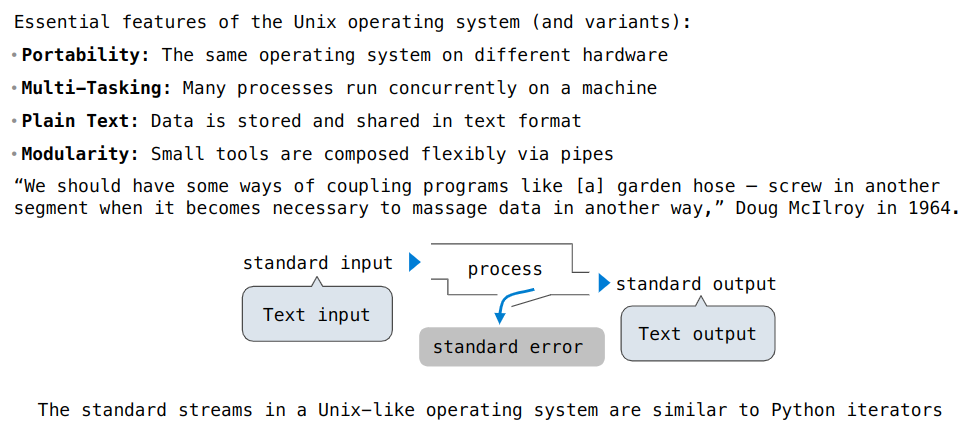 Essential features of the Unix operating system (and variants):
• Portability: The same operating system on different hardware
• Multi-Tasking: Many processes run concurrently on a machine
• Plain Text: Data is stored and shared in text format
• Modularity: Small tools are composed flexibly via pipes
“We should have some ways of coupling programs like [a] garden hose – screw in another
segment when it becomes necessary to massage data in another way,” Doug McIlroy in 1964.
standard input
process
standard output
Text input
Text output
standard error
The standard streams in a Unix-like operating system are similar to Python iterators